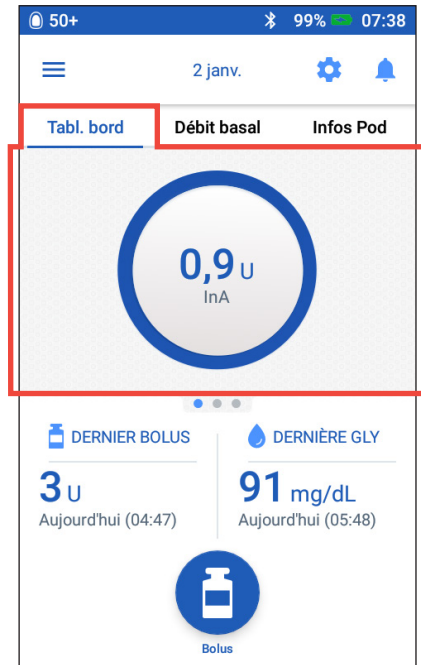 50+ 99% 07:38
2 janv.
Tabl. bord Débit basal Infos Pod
0,9 U
InA
DERNIER BOLUS DERNIÈRE GLY
3 U 91 mg/dL
Aujourd'hui (04:47) Aujourd'hui (05:48)
Bolus